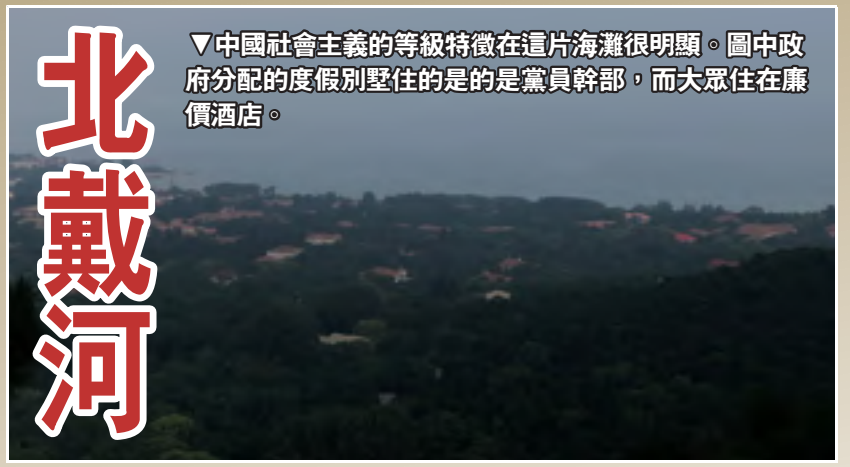 北戴河
▼中國社會主義的等級特徵在這片海灘很明顯。圖中政
府分配的度假別墅住的是的是黨員幹部，而大眾住在廉
價酒店。